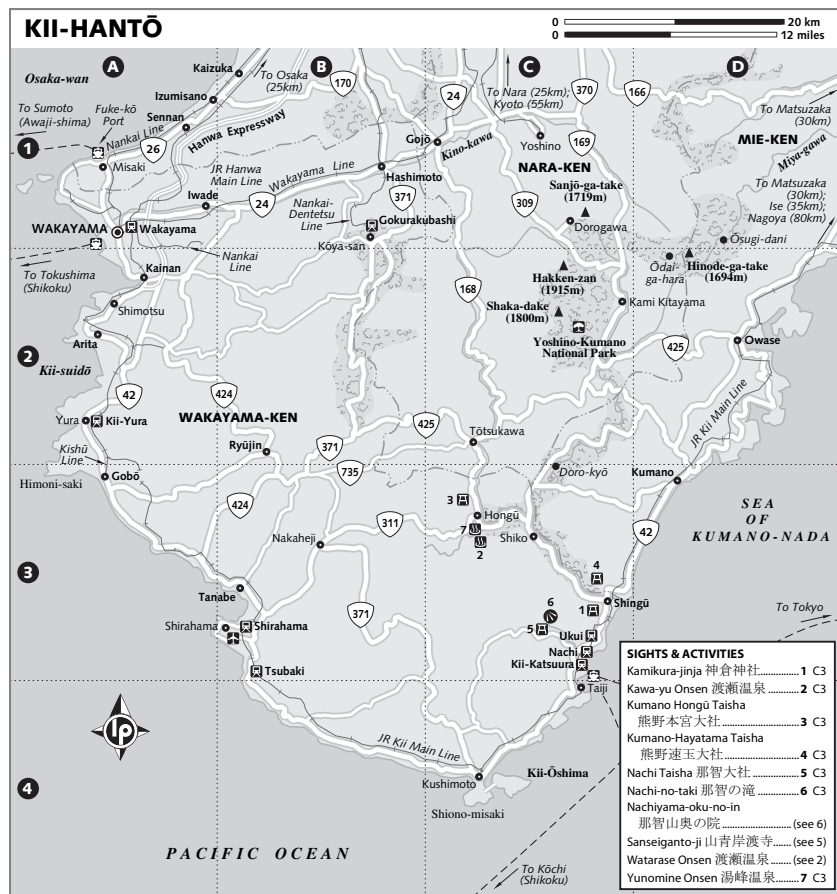 KII-HANTŌ
0 20 km
0 12 miles
A
B
C
D
Osaka-wan
Kaizuka
To Osaka
(25km)
170
24
To Nara (25km);
Kyoto (55km)
370
166
To Matsuzaka
(30km)
Izumisano
To Sumoto
(Awaji-shima)
Fuke-kō
Port
Sennan
Nankai Line
Hanwa Expressway
Gojō
Kino-kawa
Yoshino
169
MIE-KEN
Miya-gawa
1
26
Misaki
JR Hanwa
Main Line
Wakayama Line
Hashimoto
NARA-KEN
Sanjō-ga-take
(1719m)
To Matsuzaka
(30km);
Ise (35km);
Nagoya (80km)
Iwade
24
Nankai-
Dentetsu
Line
371
Gokurakubashi
309
Dorogawa
WAKAYAMA
Wakayama
Kōya-san
Ōsugi-dani
Nankai
Line
To Tokushima
(Shikoku)
Kainan
168
Hakken-zan
(1915m)
Ōdai-
ga-hara
Hinode-ga-take
(1694m)
Shimotsu
Shaka-dake
(1800m)
Kami Kitayama
Arita
Yoshino-Kumano
National Park
425
Owase
2
Kii-suidō
42
424
WAKAYAMA-KEN
JR Kii Main Line
Yura
Kii-Yura
425
Tōtsukawa
Kishū
Line
Ryūjin
371
735
Doro-kyō
Kumano
Himoni-saki
Gobō
424
3
Hongū
SEA
OF
KUMANO-NADA
311
7
2
Shiko
42
Nakaheji
3
4
Tanabe
371
6
1
Shingū
To Tokyo
Shirahama
Shirahama
5
Ukui
Nachi
Kii-Katsuura
Tsubaki
Taiji
lp
JR Kii Main Line
Kii-Ōshima
4
Kushimoto
Shiono-misaki
PACIFIC OCEAN
To Kōchi
(Shikoku)
SIGHTS & ACTIVITIES
Kamikura-jinja 神倉神社..............1 C3
Kawa-yu Onsen 渡瀬温泉..........2 C3
Kumano Hongū Taisha
熊野本宮大社......................3 C3
Kumano-Hayatama Taisha
熊野速玉大社......................4 C3
Nachi Taisha 那智大社...............5 C3
Nachi-no-taki 那智の滝.............6 C3
Nachiyama-oku-no-in
那智山奥の院......................(see 6)
Sanseiganto-ji 山青岸渡寺......(see 5)
Watarase Onsen 渡瀬温泉......(see 2)
Yunomine Onsen 湯峰温泉.......7 C3